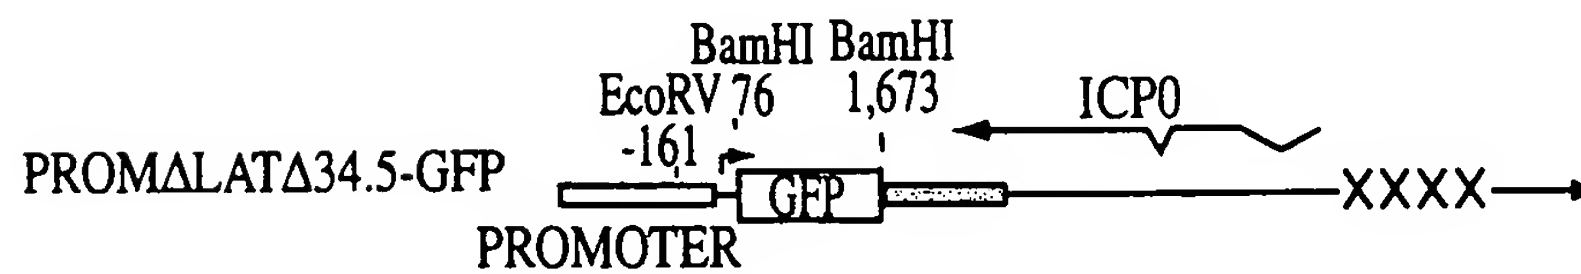 BamHI BamHI
EcoRV 76 1,673 ICP0
-161
PROMΔLATΔ34.5-GFP
GFP XXXX
PROMOTER